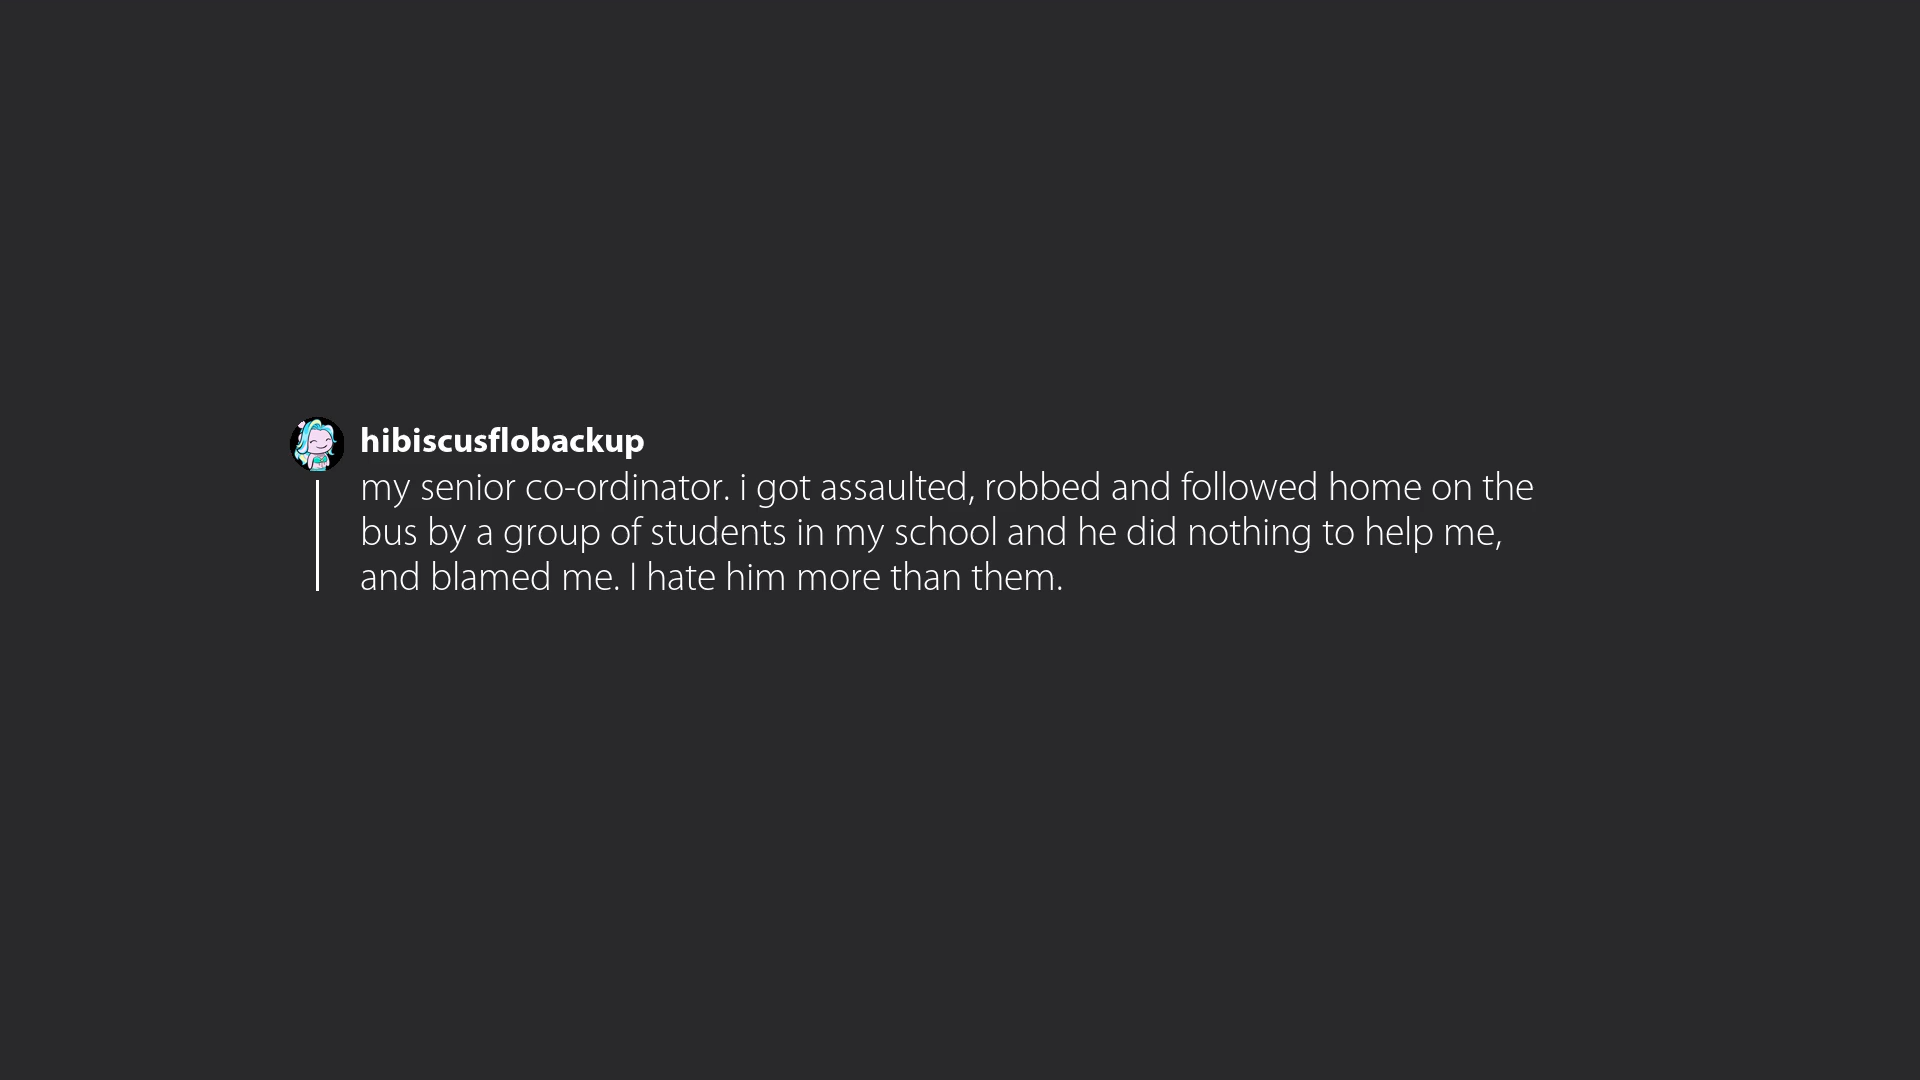 hibiscusflobackup
my senior co-ordinator. i got assaulted, robbed and followed home on the
bus by a group of students in my school and he did nothing to help me,
and blamed me. I hate him more than them.